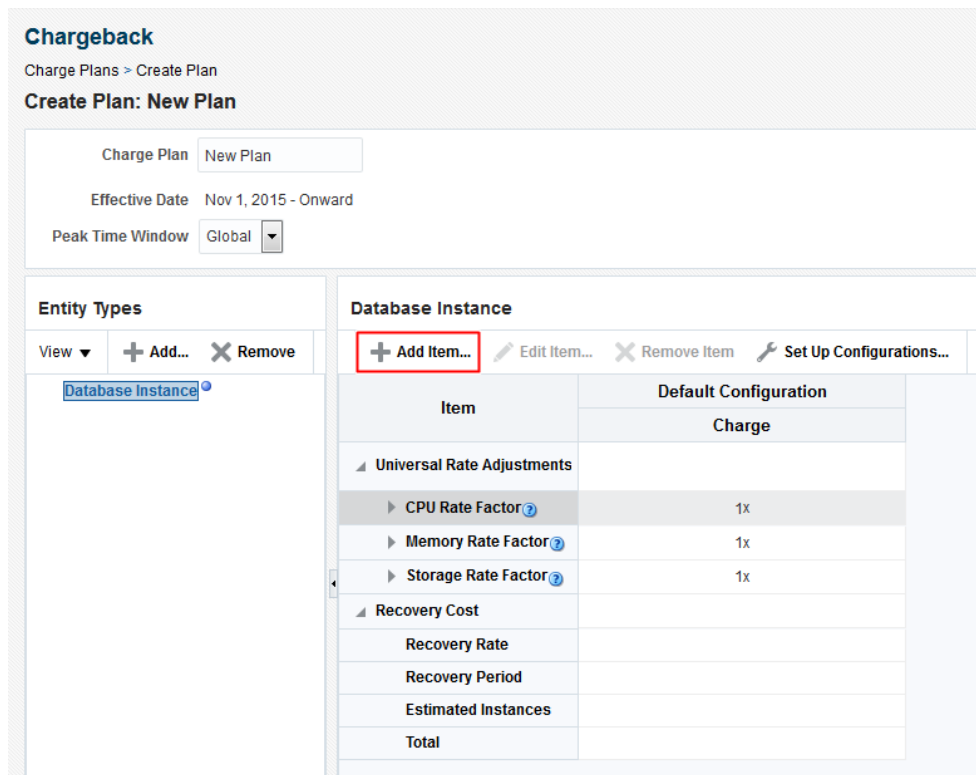 Chargeback
Charge Plans > Create Plan
Create Plan: New Plan
Charge Plan New Plan
Effective Date Nov 1, 2015 - Onward
Peak Time Window Global
Entity Types
View Add... Remove
Database Instance
Database Instance
Add Item... Edit Item... Remove Item Set Up Configurations...
Item Default Configuration
Charge
Universal Rate Adjustments
CPU Rate Factor ? 1x
Memory Rate Factor ? 1x
Storage Rate Factor ? 1x
Recovery Cost
Recovery Rate
Recovery Period
Estimated Instances
Total